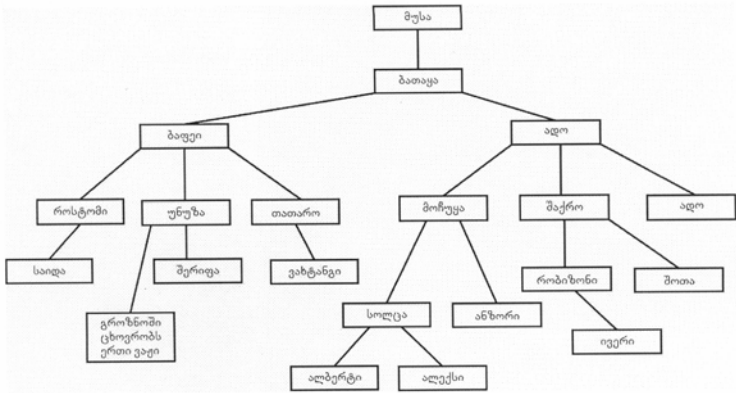 მუსა
ბათაყა
ბაფეი
ადო
როსტომი
უნუზა
თათარო
მოჩუყა
შაქრო
ადო
საიდა
შერიფა
ვახტანგი
რობიზონი
შოთა
გროზნოში
ცხოვრობს
ერთი ვაჟი
სოლცა
ანზორი
ივერი
ალბერტი
ალექსი